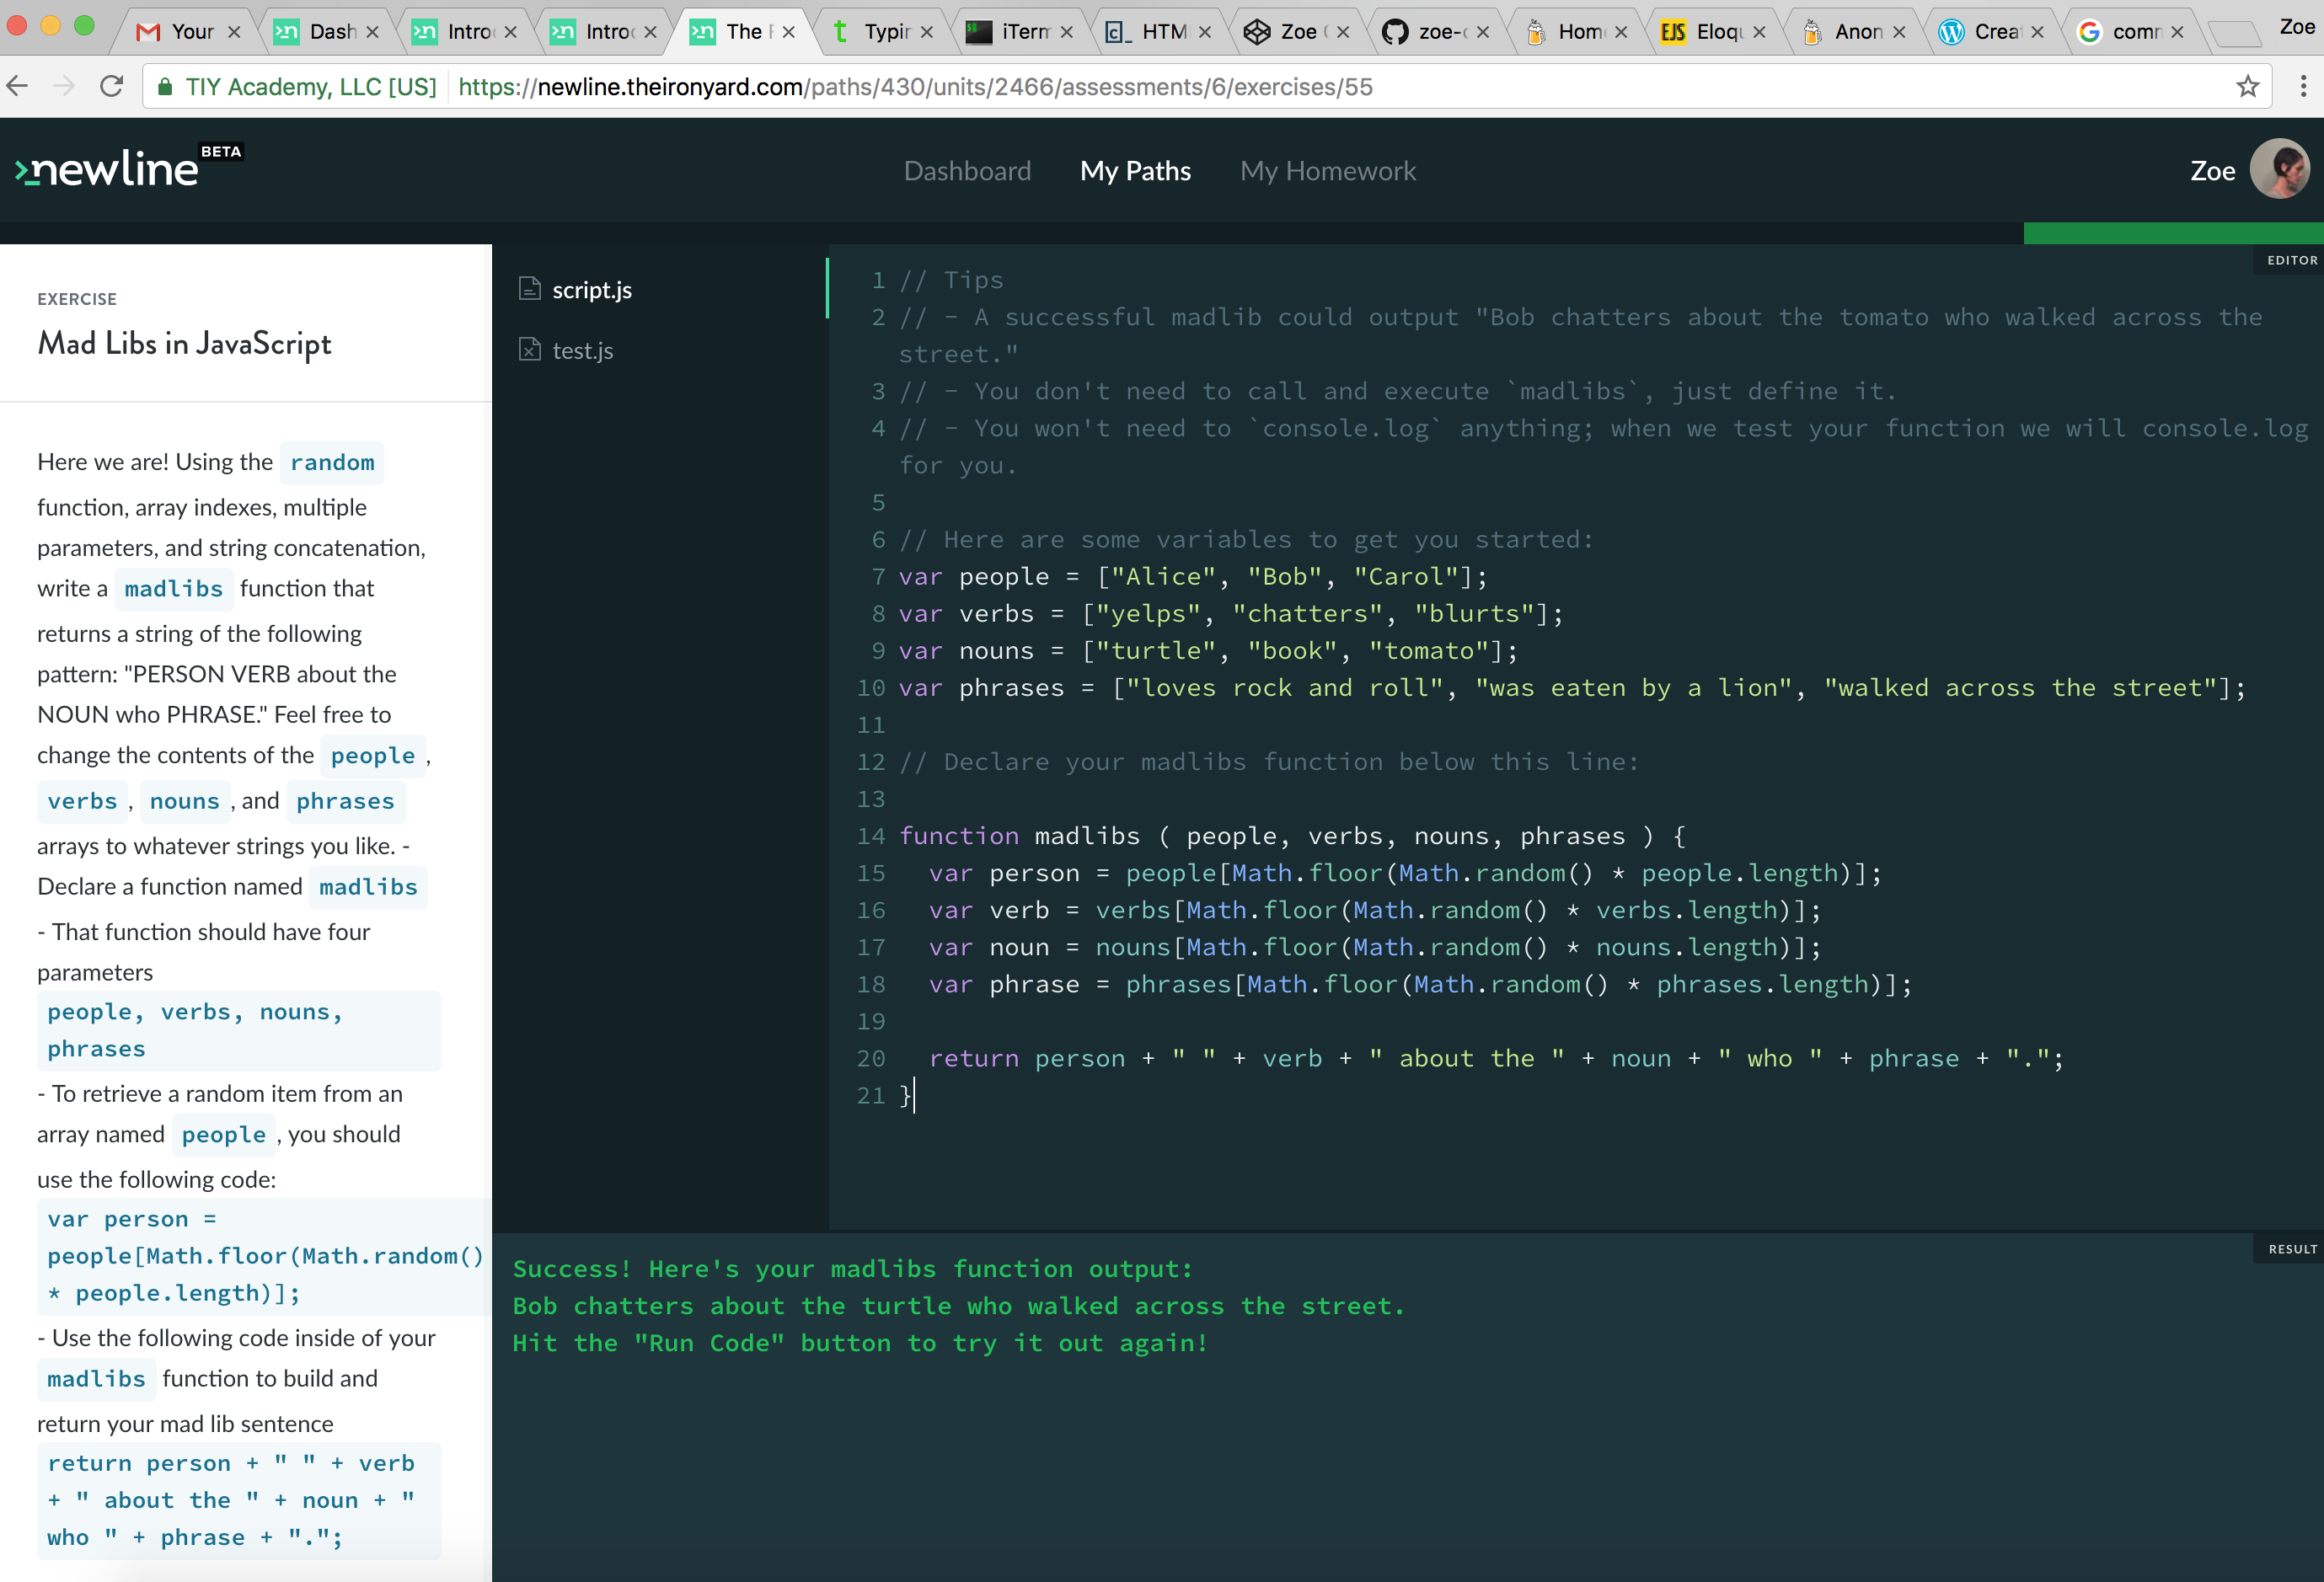 Your
Dash
Intro
Intro
The
Typin
iTerm
HTM
Zoe
zoe-
Hom
EJS Eloqu
Anon
Crea
com
Zoe
TIY Academy, LLC [US] https://newline.theironyard.com/paths/430/units/2466/assessments/6/exercises/55
newline BETA
Dashboard My Paths My Homework
Zoe
EXERCISE
Mad Libs in JavaScript
Here we are! Using the random
function, array indexes, multiple
parameters, and string concatenation,
write a madlibs function that
returns a string of the following
pattern: "PERSON VERB about the
NOUN who PHRASE." Feel free to
change the contents of the people ,
verbs , nouns , and phrases
arrays to whatever strings you like. -
Declare a function named madlibs
- That function should have four
parameters
people, verbs, nouns,
phrases
- To retrieve a random item from an
array named people , you should
use the following code:
var person =
people[Math.floor(Math.random()
* people.length)];
- Use the following code inside of your
madlibs function to build and
return your mad lib sentence
return person + " " + verb
+ " about the " + noun + "
who " + phrase + ".";
script.js
test.js
EDITOR
1 // Tips
2 // - A successful madlib could output "Bob chatters about the tomato who walked across the
street."
3 // - You don't need to call and execute `madlibs`, just define it.
4 // - You won't need to `console.log` anything; when we test your function we will console.log
for you.
5
6 // Here are some variables to get you started:
7 var people = ["Alice", "Bob", "Carol"];
8 var verbs = ["yelps", "chatters", "blurts"];
9 var nouns = ["turtle", "book", "tomato"];
10 var phrases = ["loves rock and roll", "was eaten by a lion", "walked across the street"];
11
12 // Declare your madlibs function below this line:
13
14 function madlibs ( people, verbs, nouns, phrases ) {
15 var person = people[Math.floor(Math.random() * people.length)];
16 var verb = verbs[Math.floor(Math.random() * verbs.length)];
17 var noun = nouns[Math.floor(Math.random() * nouns.length)];
18 var phrase = phrases[Math.floor(Math.random() * phrases.length)];
19
20 return person + " " + verb + " about the " + noun + " who " + phrase + ".";
21 }
RESULT
Success! Here's your madlibs function output:
Bob chatters about the turtle who walked across the street.
Hit the "Run Code" button to try it out again!